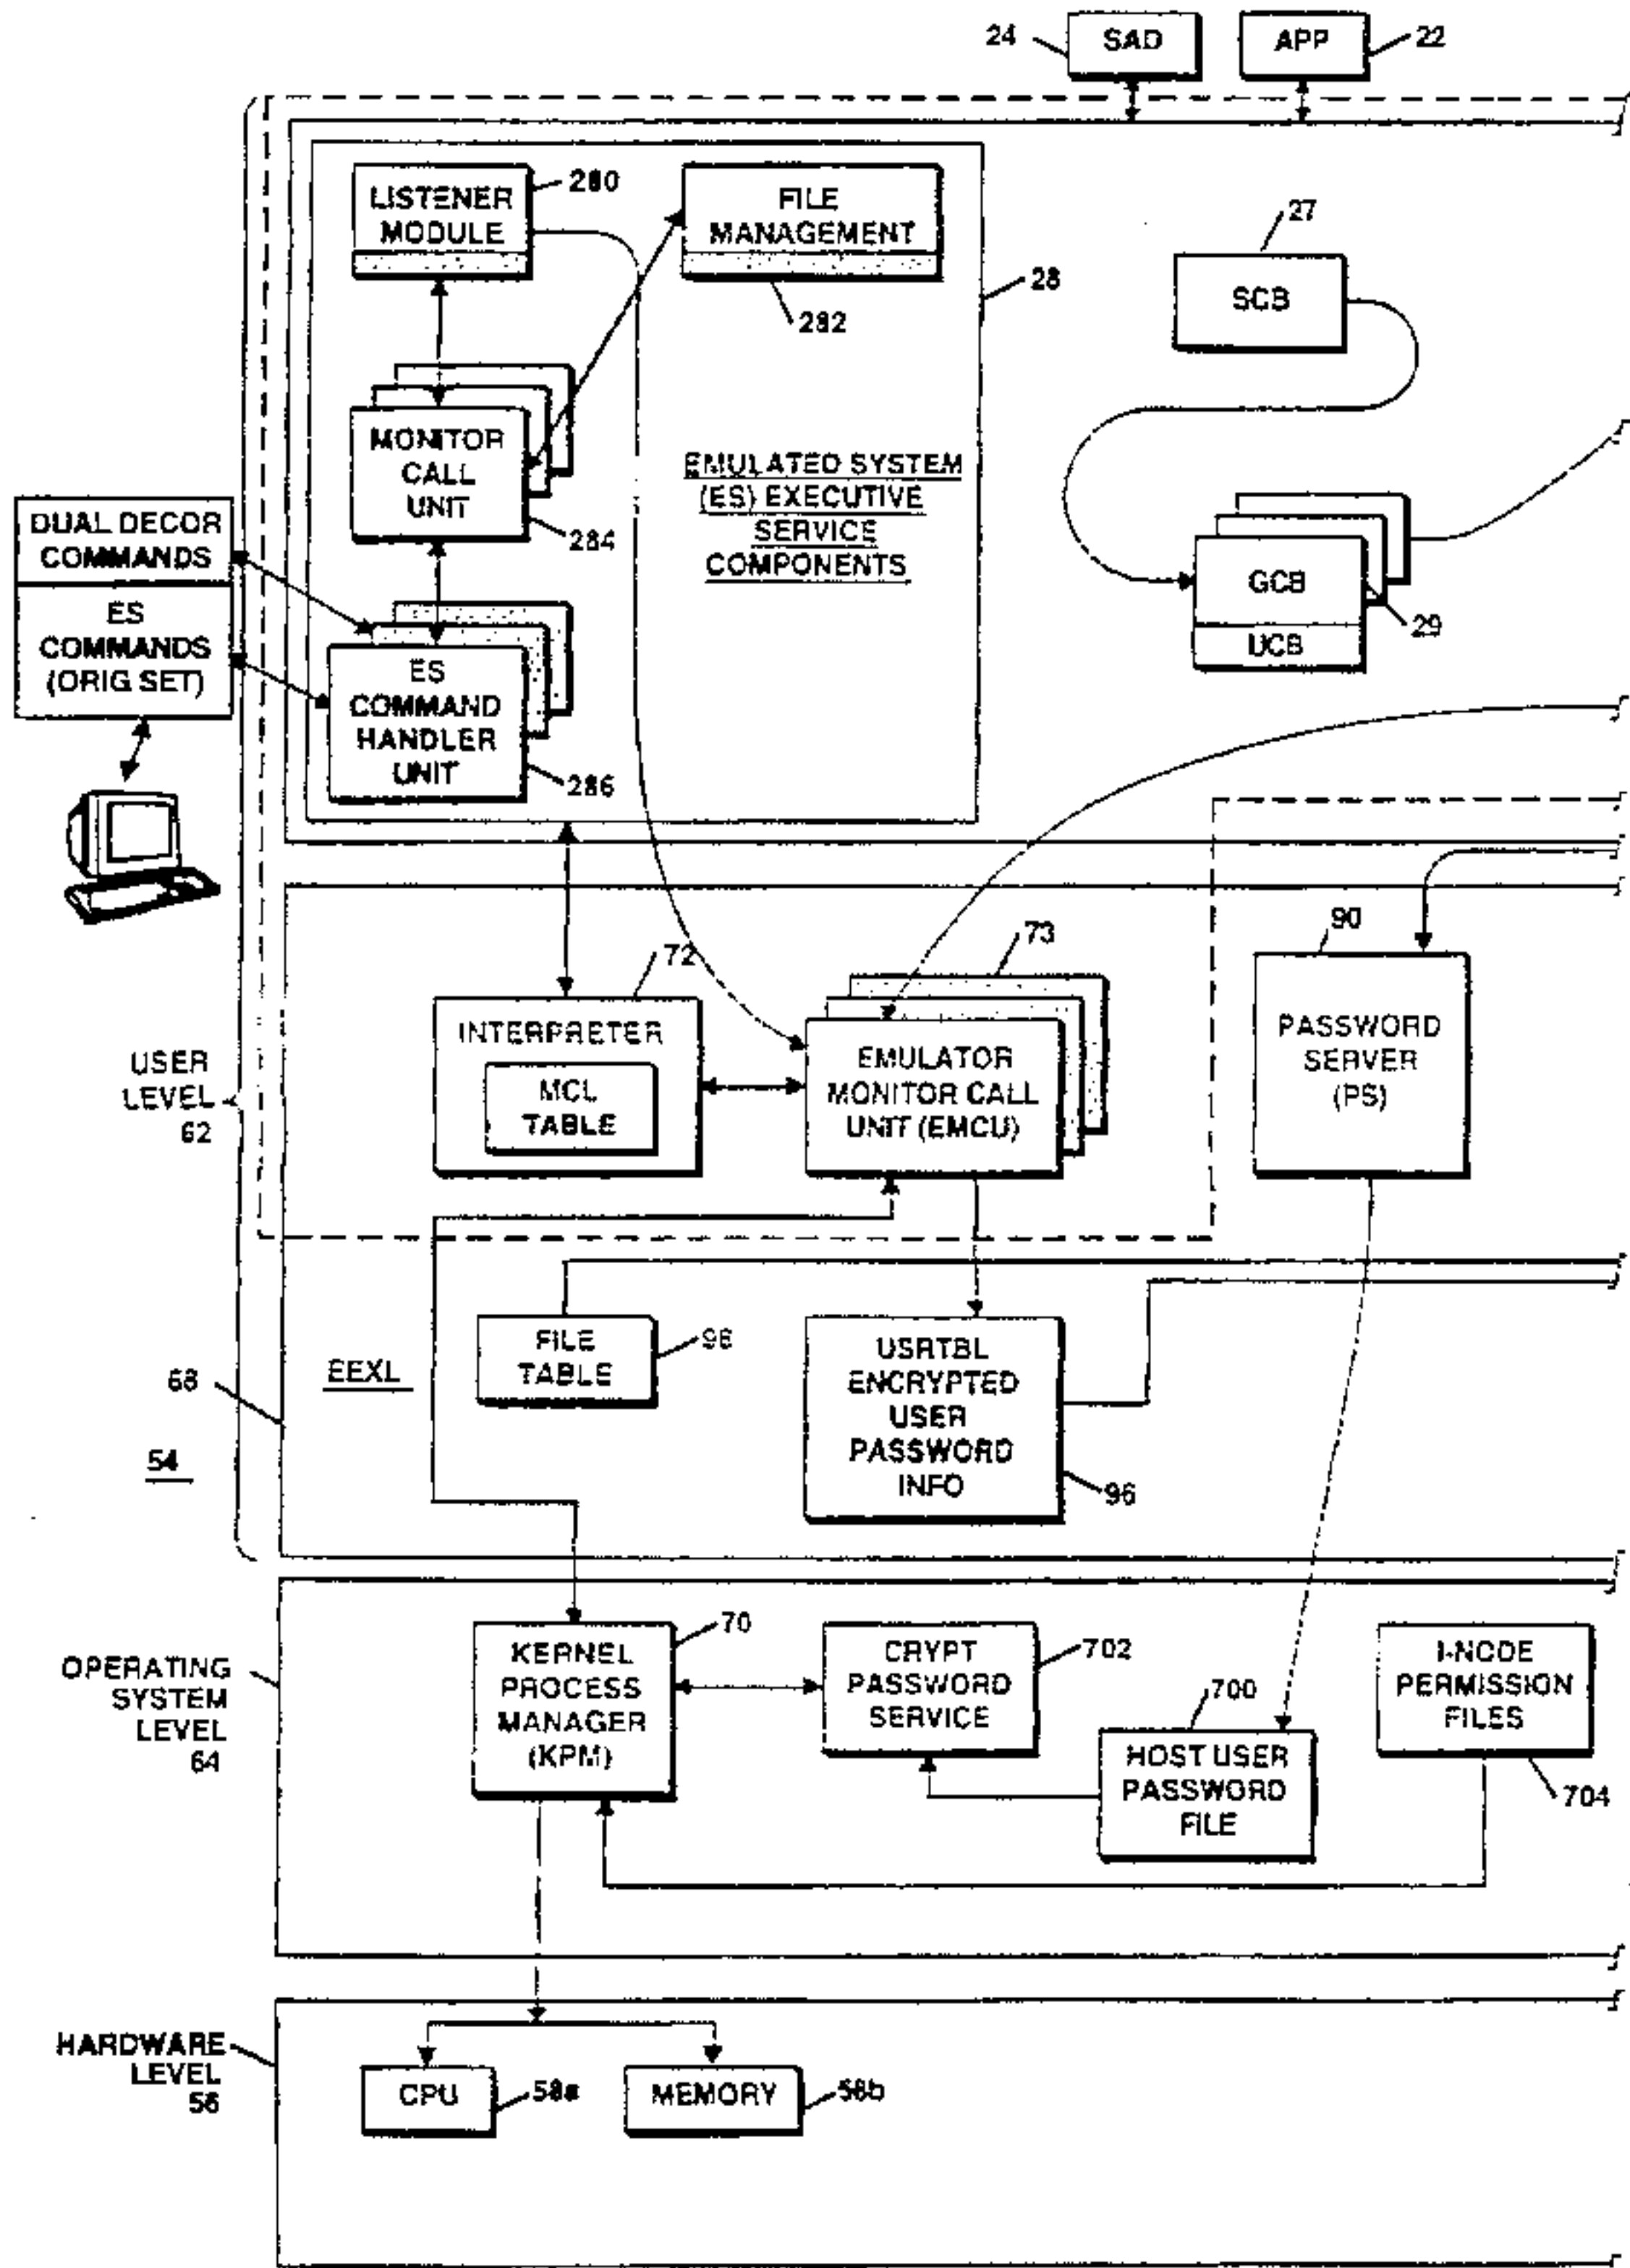 24
SAD
APP
22
LISTENER
MODULE
280
FILE
MANAGEMENT
282
28
27
SCB
MONITOR
CALL
UNIT
284
EMULATED SYSTEM
(ES) EXECUTIVE
SERVICE
COMPONENTS
GCB
UCB
29
DUAL DECOR
COMMANDS
ES
COMMANDS
(ORIG SET)
ES
COMMAND
HANDLER
UNIT
286
72
INTERPRETER
MCL
TABLE
73
EMULATOR
MONITOR CALL
UNIT (EMCU)
90
PASSWORD
SERVER
(PS)
USER
LEVEL
62
68
EEXL
FILE
TABLE
98
USRTBL
ENCRYPTED
USER
PASSWORD
INFO
96
54
OPERATING
SYSTEM
LEVEL
64
KERNEL
PROCESS
MANAGER
(KPM)
70
CRYPT
PASSWORD
SERVICE
702
700
HOST USER
PASSWORD
FILE
I-NODE
PERMISSION
FILES
704
HARDWARE
LEVEL
56
CPU
58a
MEMORY
58b